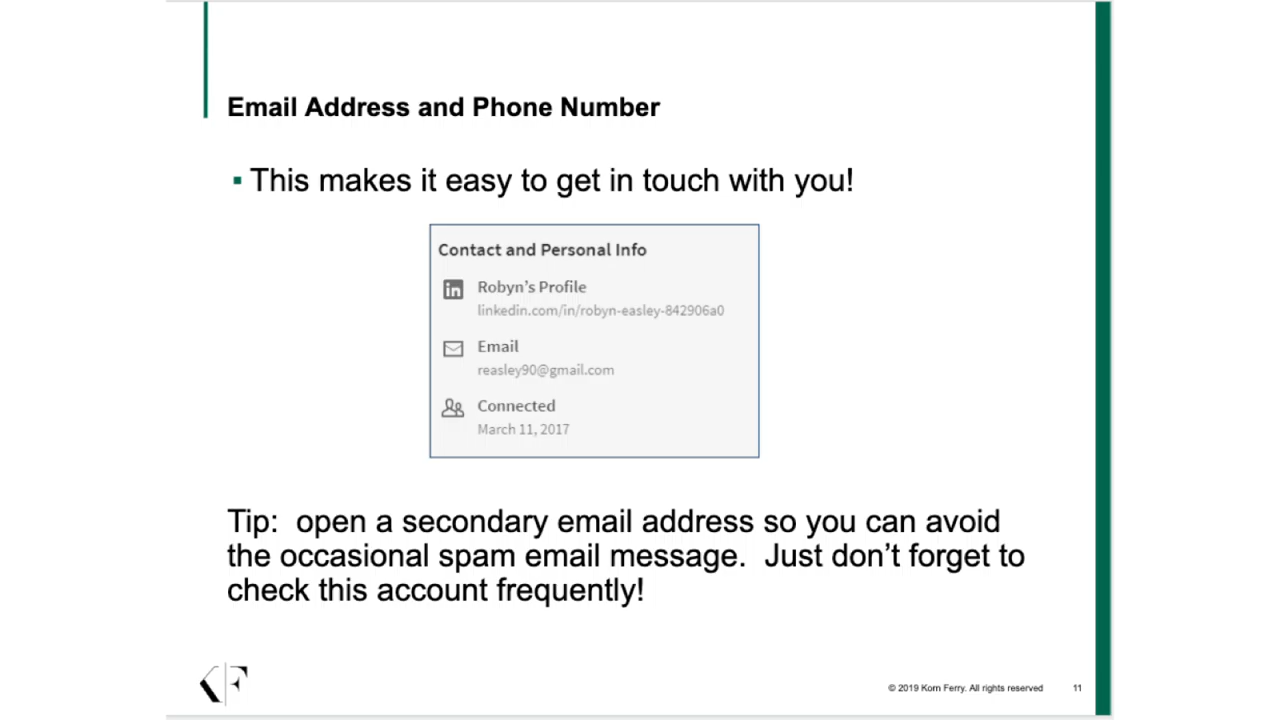 Email Address and Phone Number
▪ This makes it easy to get in touch with you!
Contact and Personal Info
in Robyn's Profile
linkedin.com/in/robyn-easley-842906a0
Email
reasley90@gmail.com
Connected
March 11, 2017
Tip:  open a secondary email address so you can avoid
the occasional spam email message.  Just don't forget to
check this account frequently!
KF
© 2019 Korn Ferry. All rights reserved 11